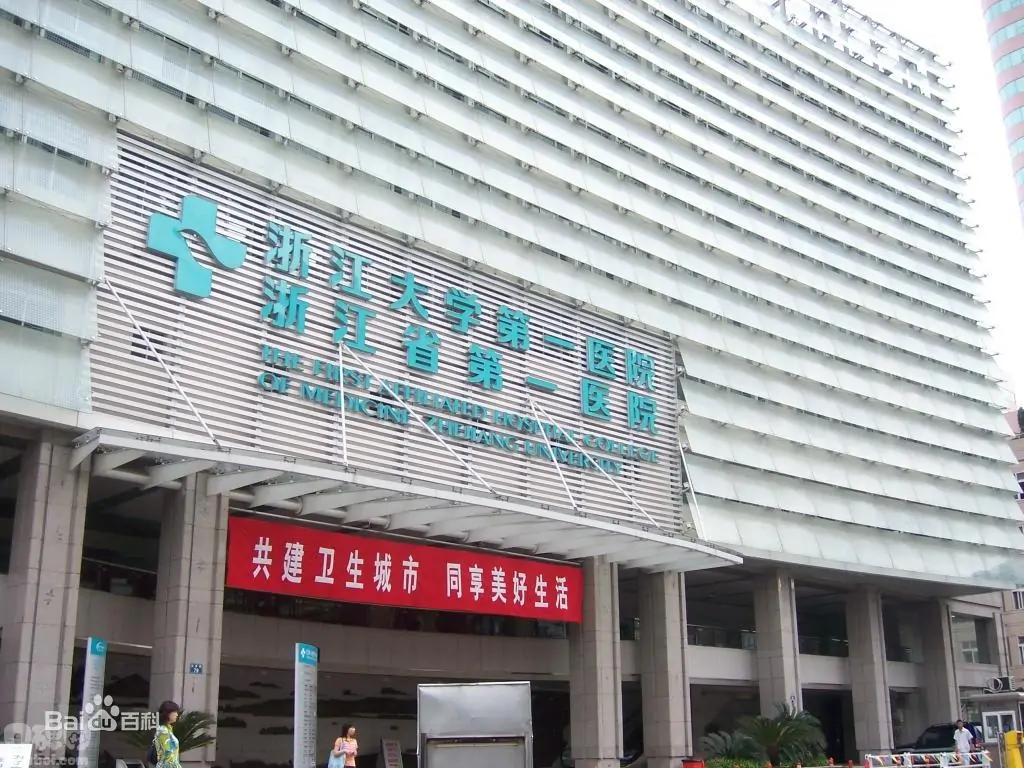 浙江大学第一医院
浙江省第一医院
THE FIRST AFFILIATED HOSPITAL COLLEGE
OF MEDICINE ZHEJIANG UNIVERSITY
共建卫生城市 同享美好生活
Baidu百科